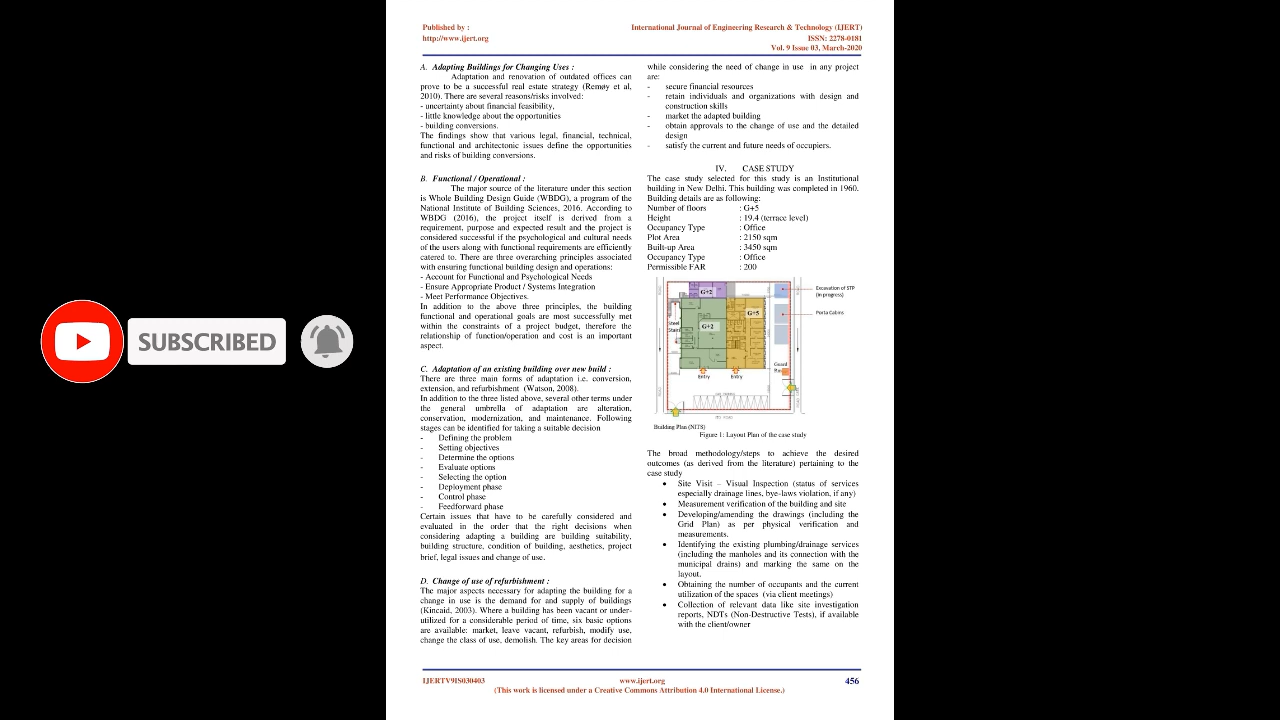 Published by :
http://www.ijert.org
International Journal of Engineering Research & Technology (IJERT)
ISSN: 2278-0181
Vol. 9 Issue 03, March-2020
A. Adapting Buildings for Changing Uses :
Adaptation and renovation of outdated offices can
prove to be a successful real estate strategy (Remøy et al,
2010). There are several reasons/risks involved:
- uncertainty about financial feasibility,
- little knowledge about the opportunities
- building conversions.
The findings show that various legal, financial, technical,
functional and architectonic issues define the opportunities
and risks of building conversions.
B. Functional / Operational :
The major source of the literature under this section
is Whole Building Design Guide (WBDG), a program of the
National Institute of Building Sciences, 2016. According to
WBDG (2016), the project itself is derived from a
requirement, purpose and expected result and the project is
considered successful if the psychological and cultural needs
of the users along with functional requirements are efficiently
catered to. There are three overarching principles associated
with ensuring functional building design and operations:
- Account for Functional and Psychological Needs
- Ensure Appropriate Product / Systems Integration
- Meet Performance Objectives.
In addition to the above three principles, the building
functional and operational goals are most successfully met
within the constraints of a project budget, therefore the
relationship of function/operation and cost is an important
aspect.
C. Adaptation of an existing building over new build :
There are three main forms of adaptation i.e. conversion,
extension, and refurbishment (Watson, 2008).
In addition to the three listed above, several other terms under
the general umbrella of adaptation are alteration,
conservation, modernization, and maintenance. Following
stages can be identified for taking a suitable decision
- Defining the problem
- Setting objectives
- Determine the options
- Evaluate options
- Selecting the option
- Deployment phase
- Control phase
- Feedforward phase
Certain issues that have to be carefully considered and
evaluated in the order that the right decisions when
considering adapting a building are building suitability,
building structure, condition of building, aesthetics, project
brief, legal issues and change of use.
D. Change of use of refurbishment :
The major aspects necessary for adapting the building for a
change in use is the demand for and supply of buildings
(Kincaid, 2003). Where a building has been vacant or under-
utilized for a considerable period of time, six basic options
are available: market, leave vacant, refurbish, modify use,
change the class of use, demolish. The key areas for decision
while considering the need of change in use in any project
are:
- secure financial resources
- retain individuals and organizations with design and
construction skills
- market the adapted building
- obtain approvals to the change of use and the detailed
design
- satisfy the current and future needs of occupiers.
IV. CASE STUDY
The case study selected for this study is an Institutional
building in New Delhi. This building was completed in 1960.
Building details are as following:
Number of floors : G+5
Height : 19.4 (terrace level)
Occupancy Type : Office
Plot Area : 2150 sqm
Built-up Area : 3450 sqm
Occupancy Type : Office
Permissible FAR : 200
G+2
Excavation of STP
(in progress)
G+5
Porta Cabins
Steel
Stairs
G+2
Guard
Entry
Entry
Building Plan (NITS)
Figure 1: Layout Plan of the case study
The broad methodology/steps to achieve the desired
outcomes (as derived from the literature) pertaining to the
case study
• Site Visit – Visual Inspection (status of services
especially drainage lines, bye-laws violation, if any)
• Measurement verification of the building and site
• Developing/amending the drawings (including the
Grid Plan) as per physical verification and
measurements.
• Identifying the existing plumbing/drainage services
(including the manholes and its connection with the
municipal drains) and marking the same on the
layout.
• Obtaining the number of occupants and the current
utilization of the spaces (via client meetings)
• Collection of relevant data like site investigation
reports, NDTs (Non-Destructive Tests), if available
with the client/owner
SUBSCRIBED
IJERTV9IS030403
www.ijert.org
456
(This work is licensed under a Creative Commons Attribution 4.0 International License.)